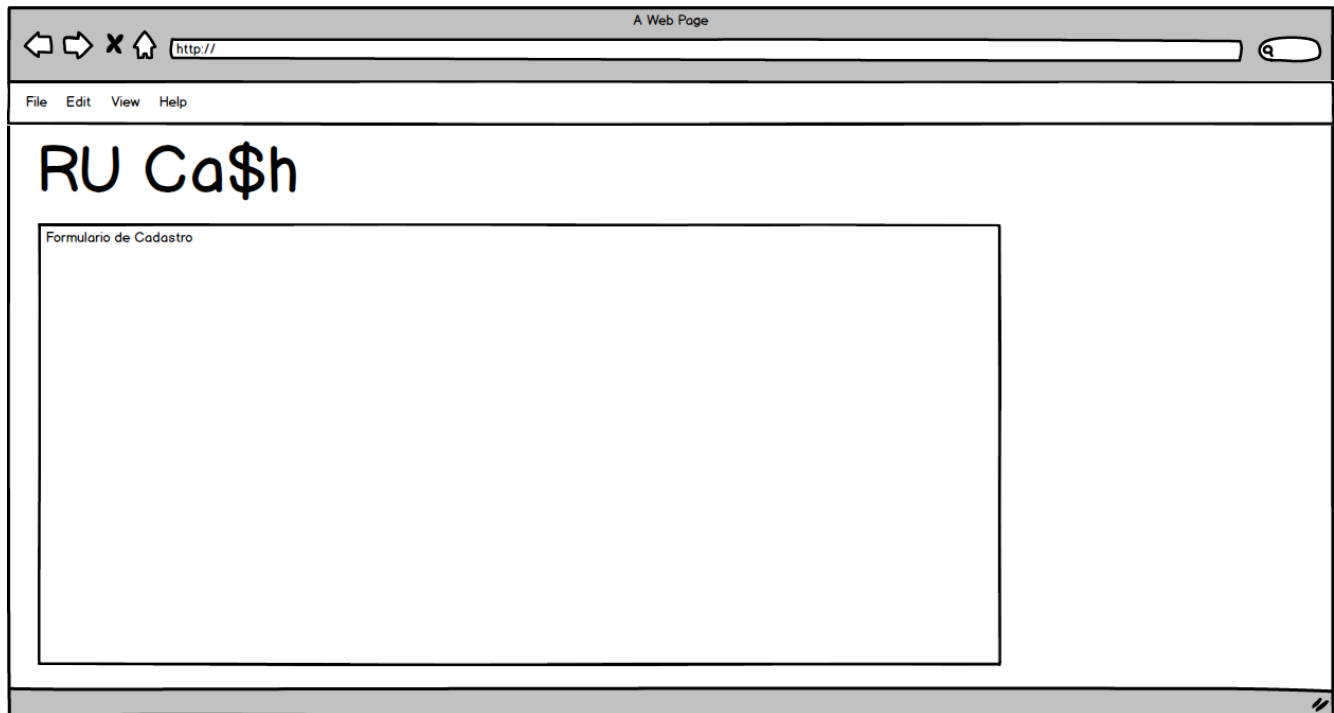 A Web Page
http://
File Edit View Help
RU Ca$h
Formulario de Cadastro